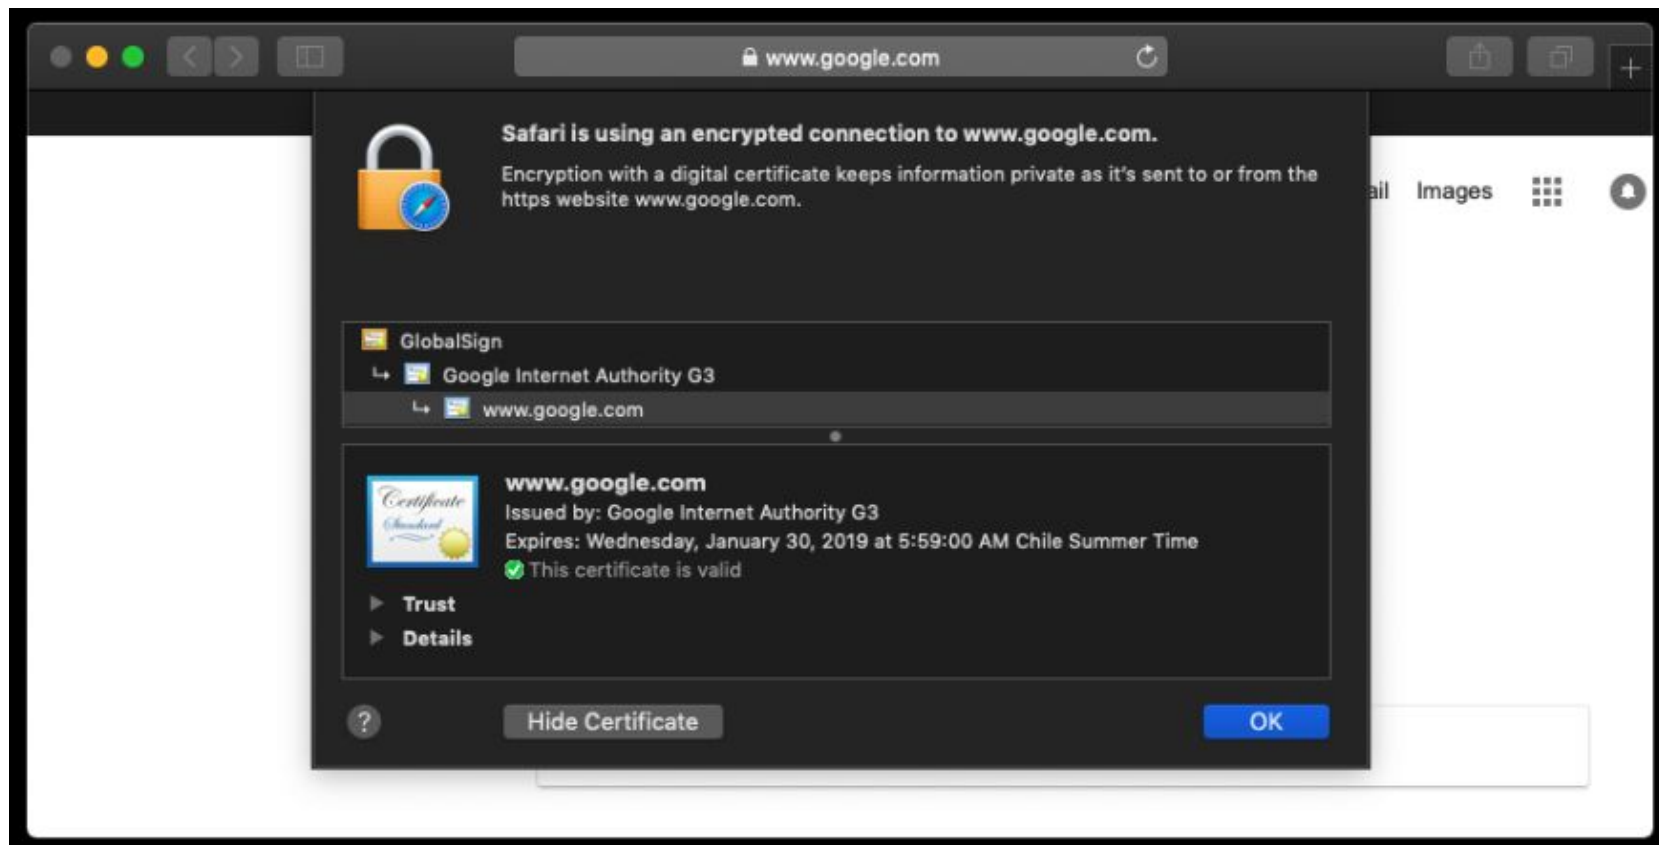 www.google.com
Safari is using an encrypted connection to www.google.com.
Encryption with a digital certificate keeps information private as it's sent to or from the
https website www.google.com.
ail Images
GlobalSign
Google Internet Authority G3
www.google.com
Certificate
Standard
www.google.com
Issued by: Google Internet Authority G3
Expires: Wednesday, January 30, 2019 at 5:59:00 AM Chile Summer Time
This certificate is valid
Trust
Details
? Hide Certificate OK